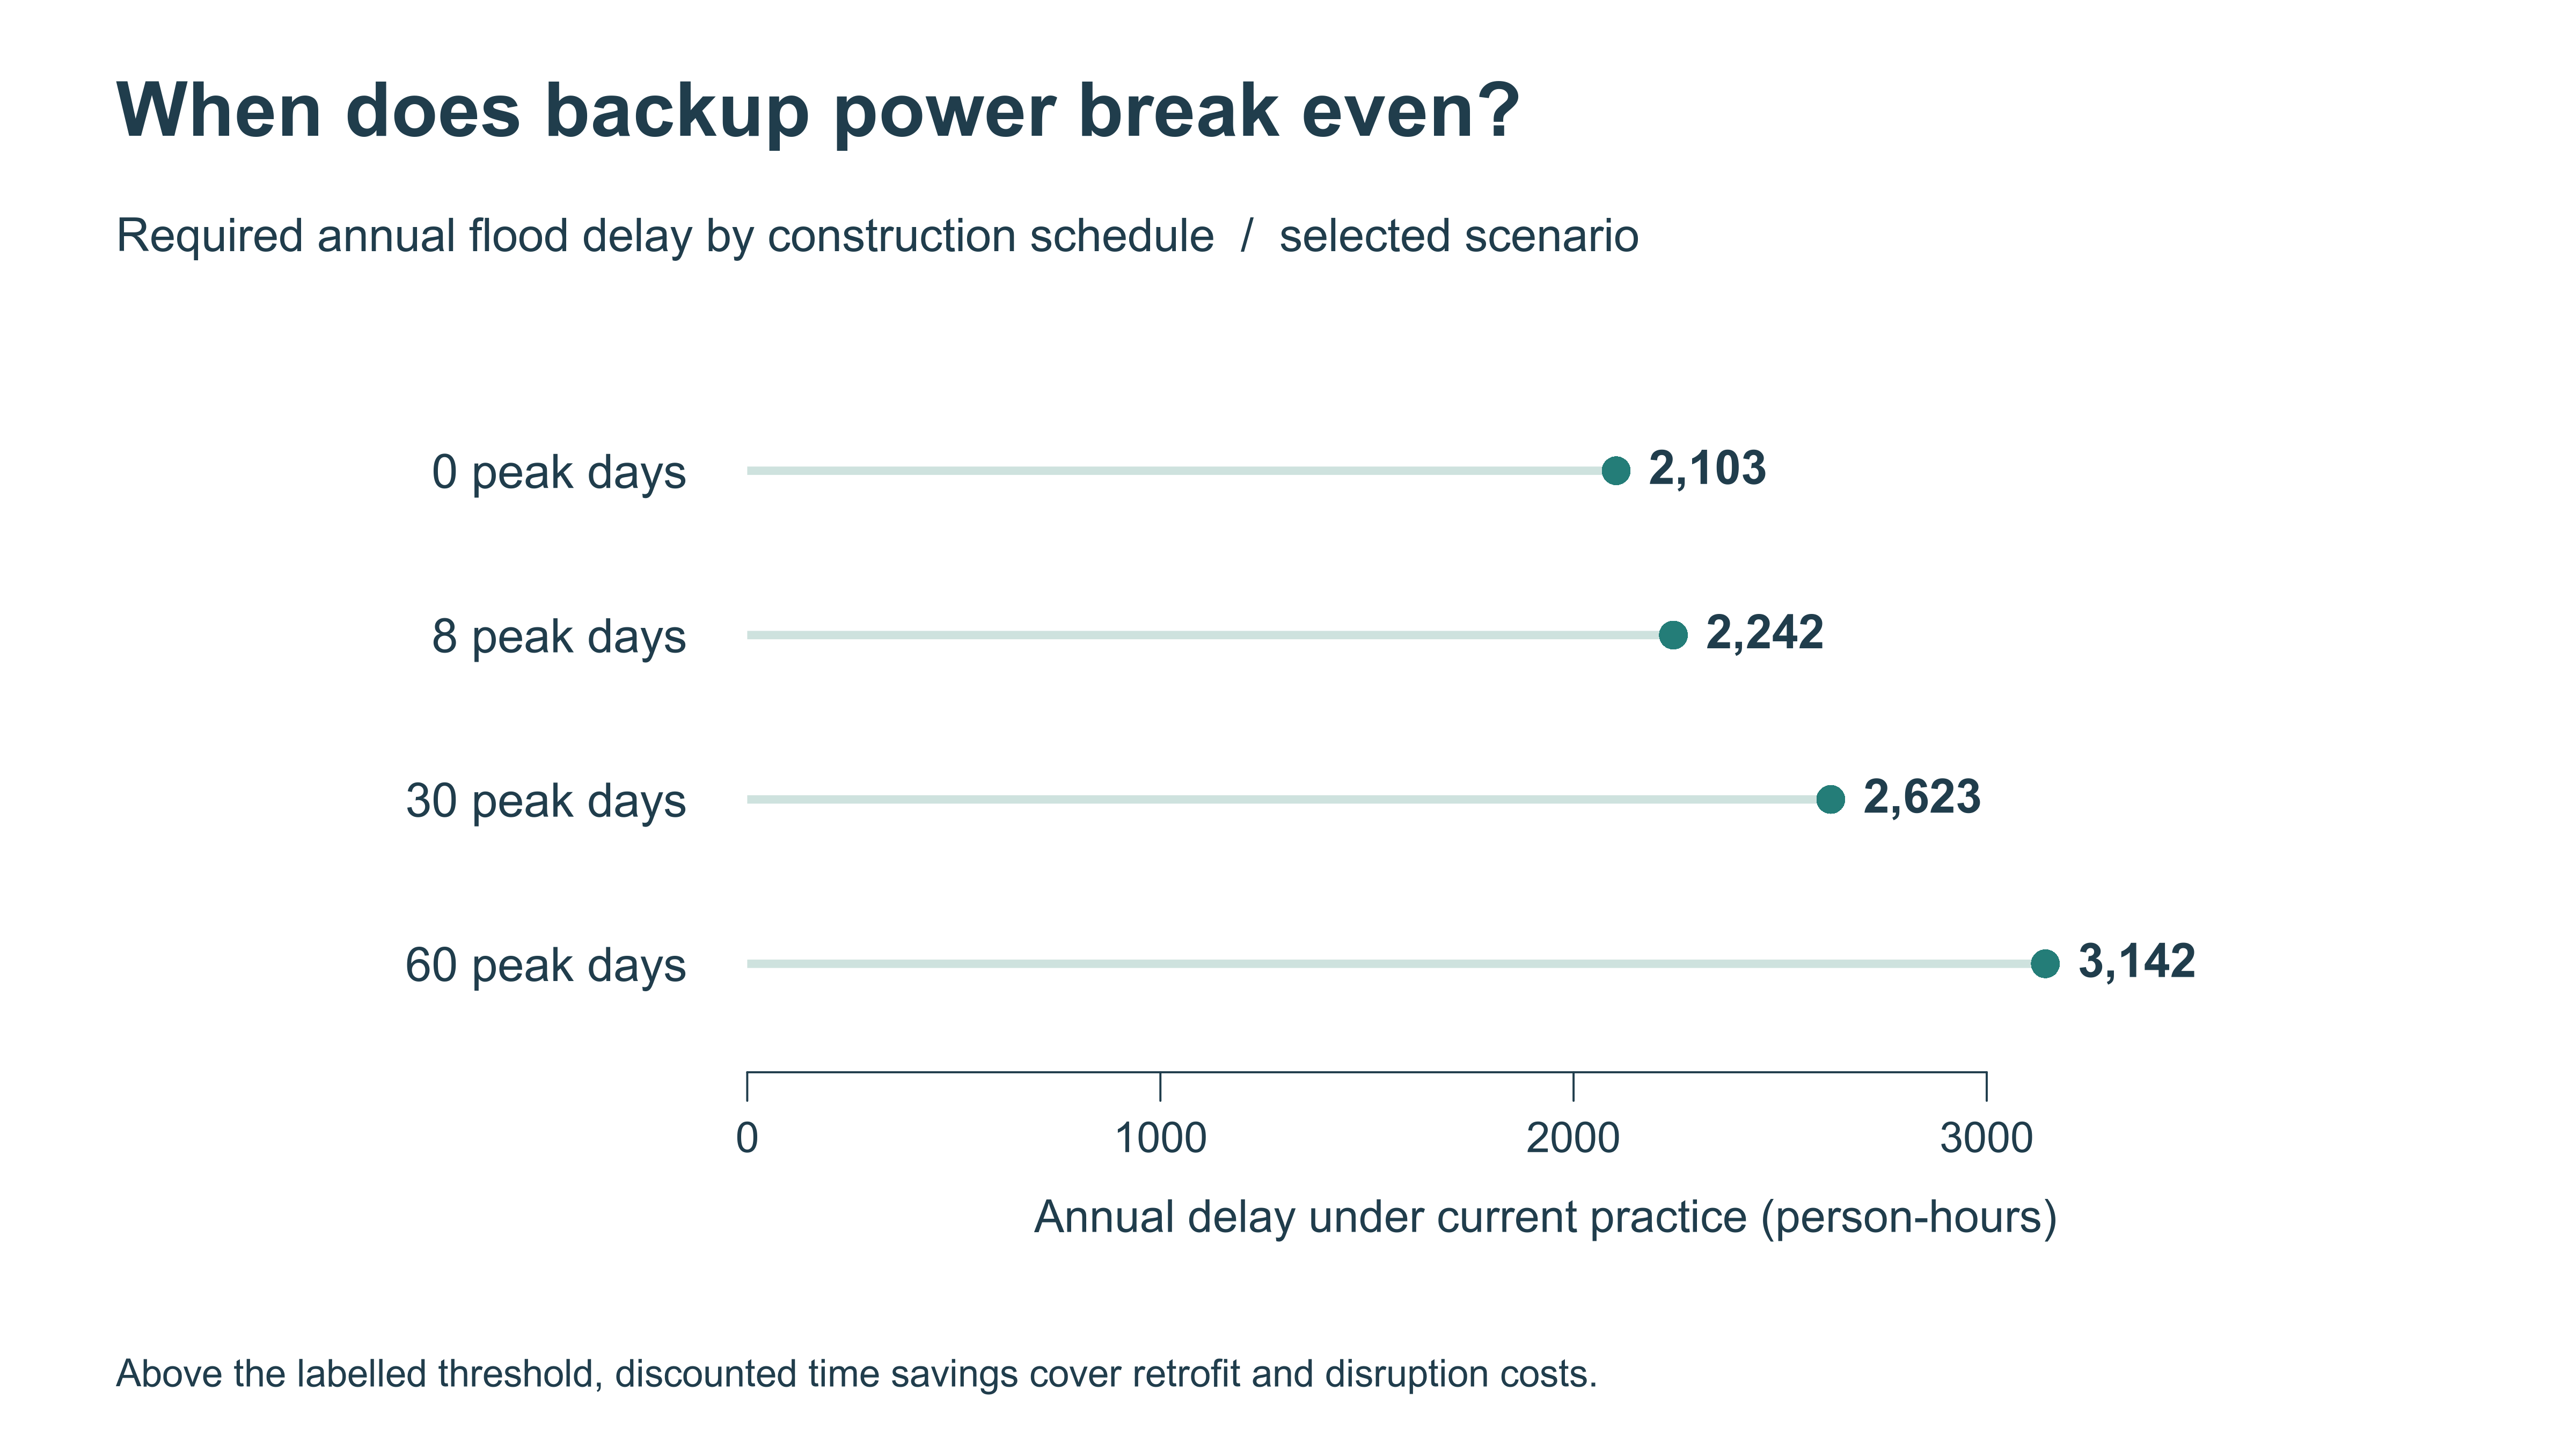 When does backup power break even?
Required annual flood delay by construction schedule / selected scenario
0 peak days 2,103
8 peak days 2,242
30 peak days 2,623
60 peak days 3,142
0 1000 2000 3000
Annual delay under current practice (person-hours)
Above the labelled threshold, discounted time savings cover retrofit and disruption costs.